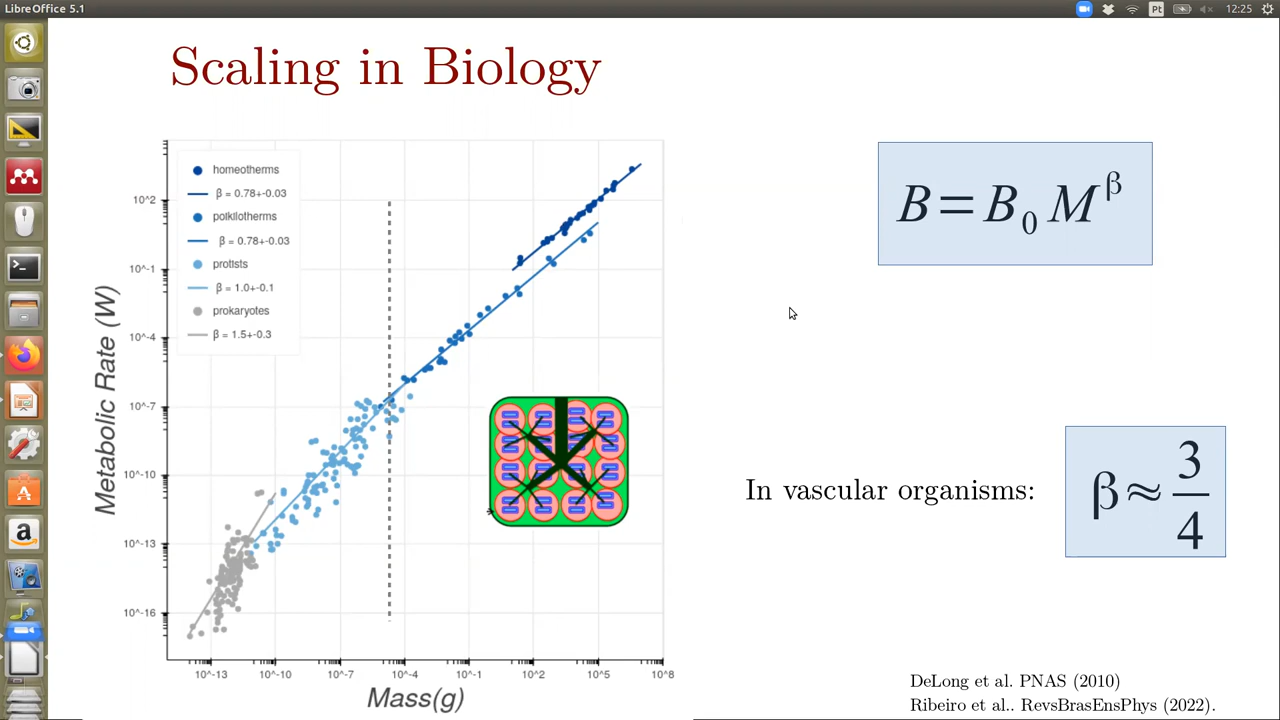 LibreOffice 5.1
Pt
12:25
Scaling in Biology
homeotherms
β = 0.78+-0.03
poikilotherms
β = 0.78+-0.03
protists
β = 1.0+-0.1
prokaryotes
β = 1.5+-0.3
10^2
10^-1
10^-4
10^-7
10^-10
10^-13
10^-16
Metabolic Rate (W)
10^-13 10^-10 10^-7 10^-4 10^-1 10^2 10^5 10^8
Mass(g)
B = B₀ M^β
In vascular organisms:
β ≈ 3/4
DeLong et al. PNAS (2010)
Ribeiro et al.. RevsBrasEnsPhys (2022).